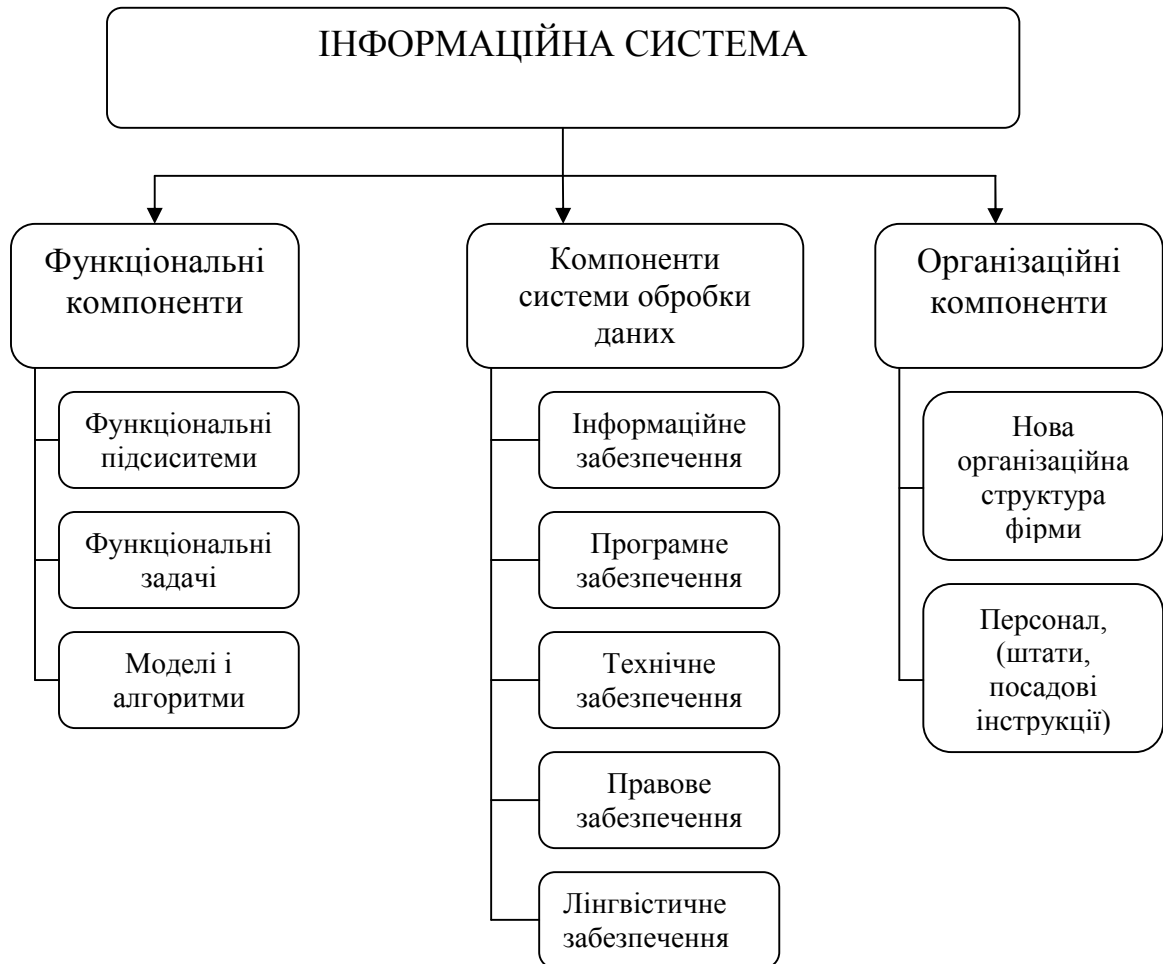 ІНФОРМАЦІЙНА СИСТЕМА
Функціональні
компоненти
Функціональні
підсиситеми
Функціональні
задачі
Моделі і
алгоритми
Компоненти
системи обробки
даних
Інформаційне
забезпечення
Програмне
забезпечення
Технічне
забезпечення
Правове
забезпечення
Лінгвістичне
забезпечення
Організаційні
компоненти
Нова
організаційна
структура
фірми
Персонал,
(штати,
посадові
інструкції)